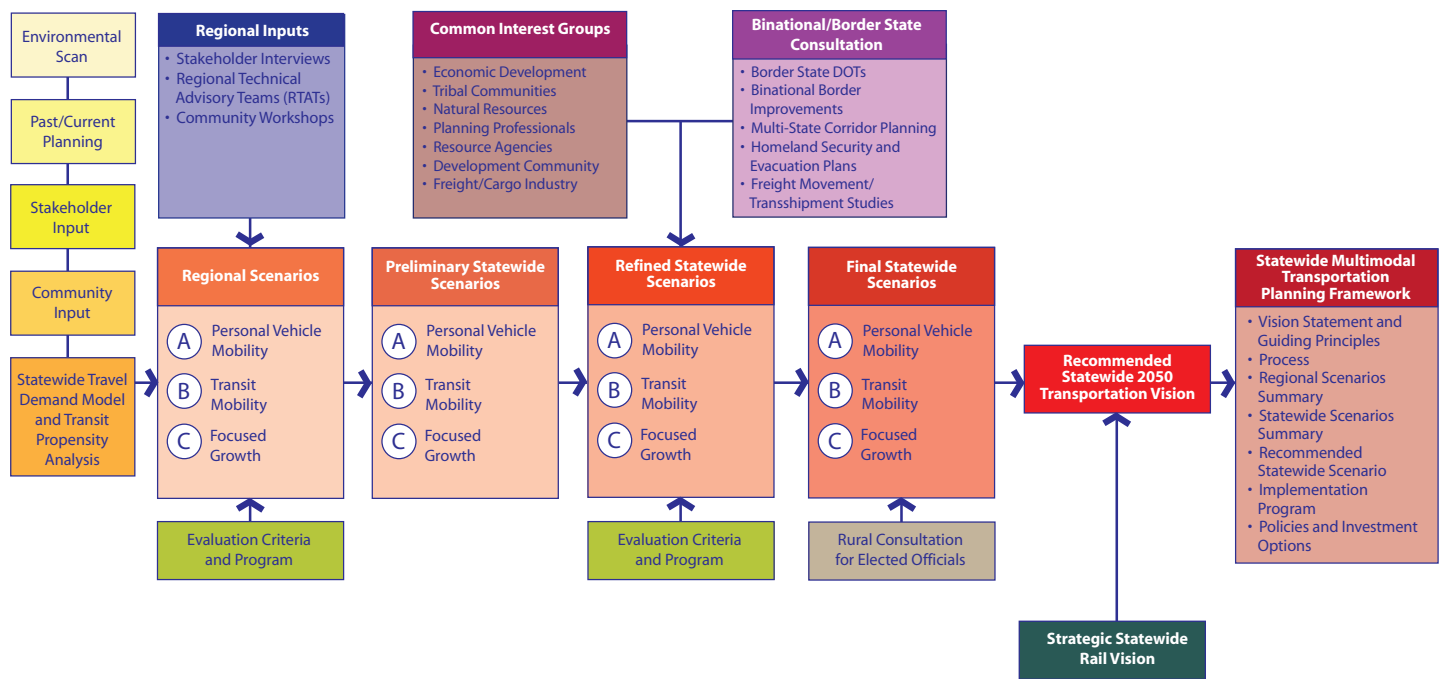 Environmental
Scan
Past/Current
Planning
Stakeholder
Input
Community
Input
Statewide Travel
Demand Model
and Transit
Propensity
Analysis
Regional Inputs
• Stakeholder Interviews
• Regional Technical
Advisory Teams (RTATs)
• Community Workshops
Common Interest Groups
• Economic Development
• Tribal Communities
• Natural Resources
• Planning Professionals
• Resource Agencies
• Development Community
• Freight/Cargo Industry
Binational/Border State
Consultation
• Border State DOTs
• Binational Border
Improvements
• Multi-State Corridor Planning
• Homeland Security and
Evacuation Plans
• Freight Movement/
Transshipment Studies
Regional Scenarios
A Personal Vehicle
Mobility
B Transit
Mobility
C Focused
Growth
Evaluation Criteria
and Program
Preliminary Statewide
Scenarios
A Personal Vehicle
Mobility
B Transit
Mobility
C Focused
Growth
Refined Statewide
Scenarios
A Personal Vehicle
Mobility
B Transit
Mobility
C Focused
Growth
Evaluation Criteria
and Program
Final Statewide
Scenarios
A Personal Vehicle
Mobility
B Transit
Mobility
C Focused
Growth
Rural Consultation
for Elected Officials
Recommended
Statewide 2050
Transportation Vision
Strategic Statewide
Rail Vision
Statewide Multimodal
Transportation
Planning Framework
• Vision Statement and
Guiding Principles
• Process
• Regional Scenarios
Summary
• Statewide Scenarios
Summary
• Recommended
Statewide Scenario
• Implementation
Program
• Policies and Investment
Options